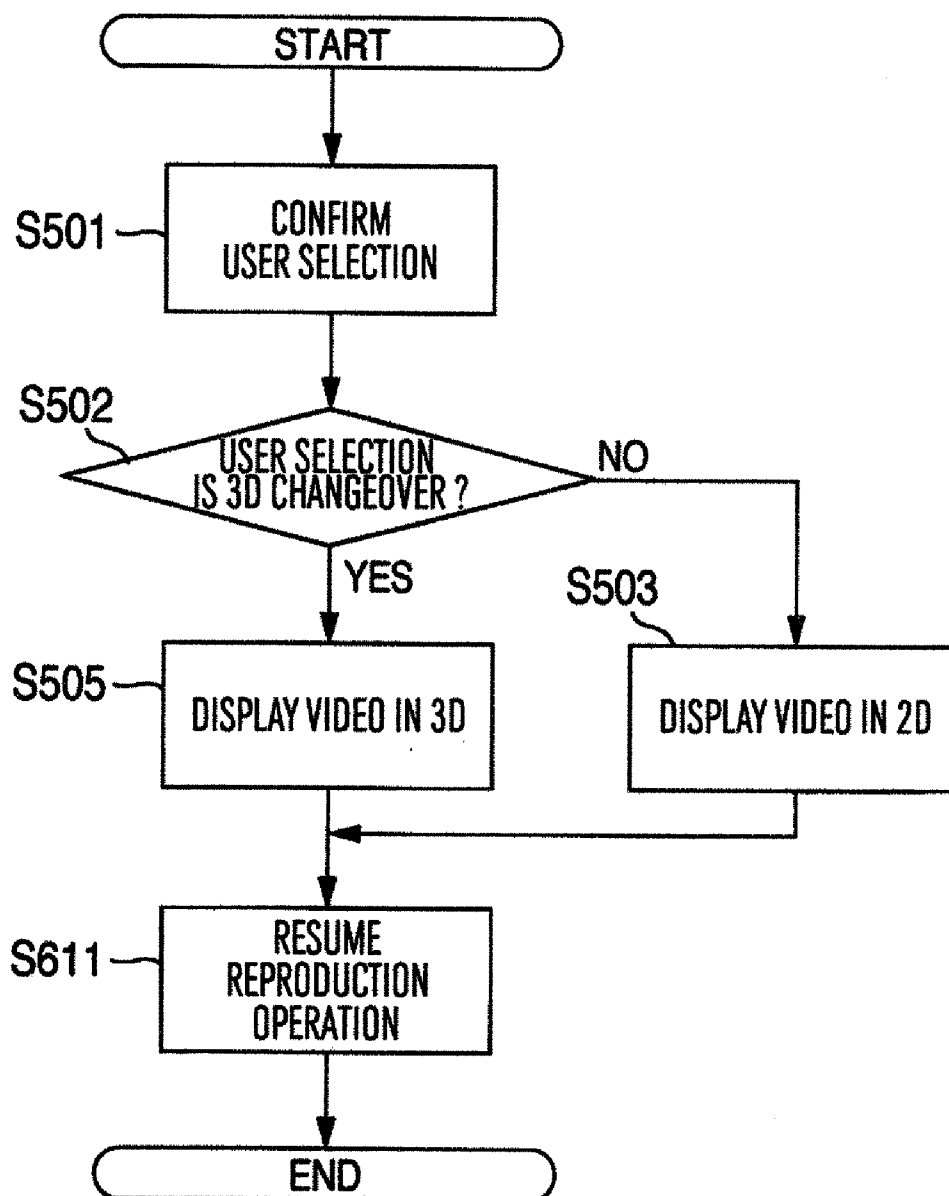 START
S501
CONFIRM
USER SELECTION
S502
USER SELECTION
IS 3D CHANGEOVER ?
NO
YES
S503
S505
DISPLAY VIDEO IN 3D
DISPLAY VIDEO IN 2D
S611
RESUME
REPRODUCTION
OPERATION
END